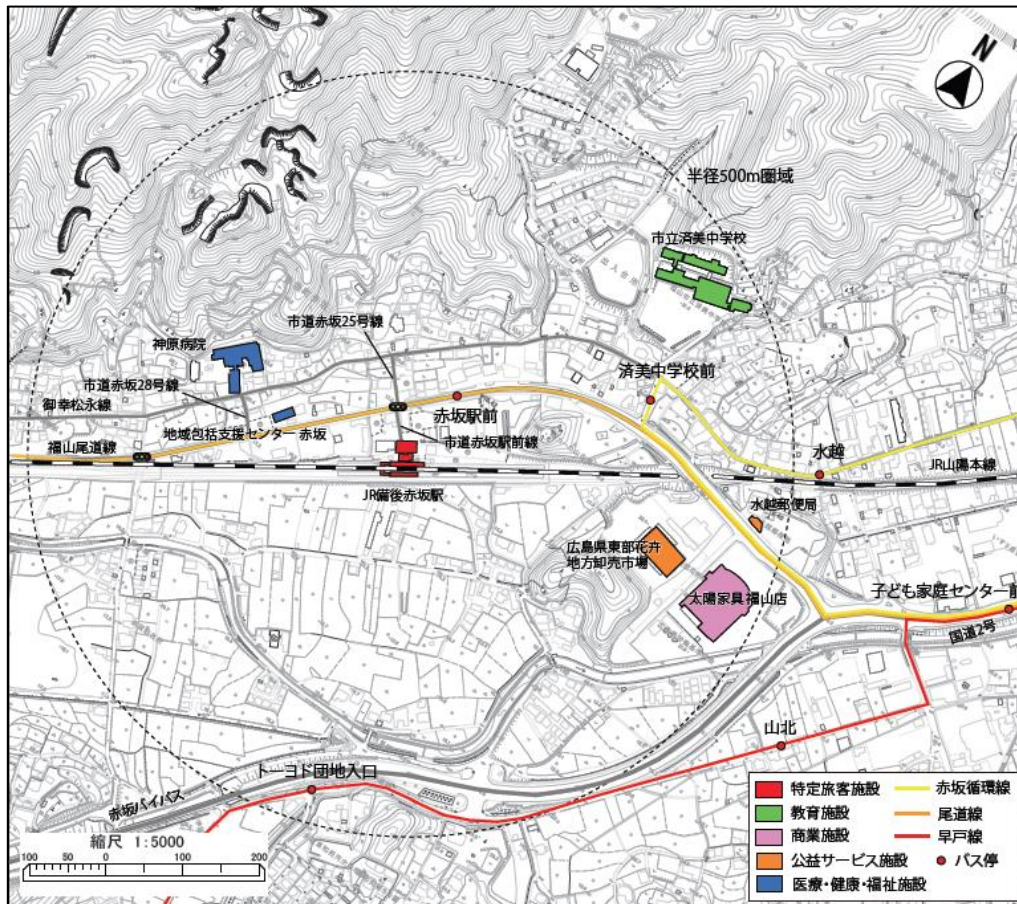 N
半径500m圏域
市立済美中学校
市道赤坂25号線
神原病院
済美中学校前
市道赤坂28号線
御幸松永線
赤坂駅前
地域包括支援センター 赤坂
市道赤坂駅前線
福山尾道線
水越
JR山陽本線
JR備後赤坂駅
水越郵便局
広島県東部花卉
地方卸売市場
太陽家具 福山店
子ども家庭センター前
国道2号
山北
トーヨド団地入口
赤坂バイパス
縮尺 1:5000
100 50 0 100 200
特定旅客施設
教育施設
商業施設
公益サービス施設
医療・健康・福祉施設
赤坂循環線
尾道線
早戸線
バス停